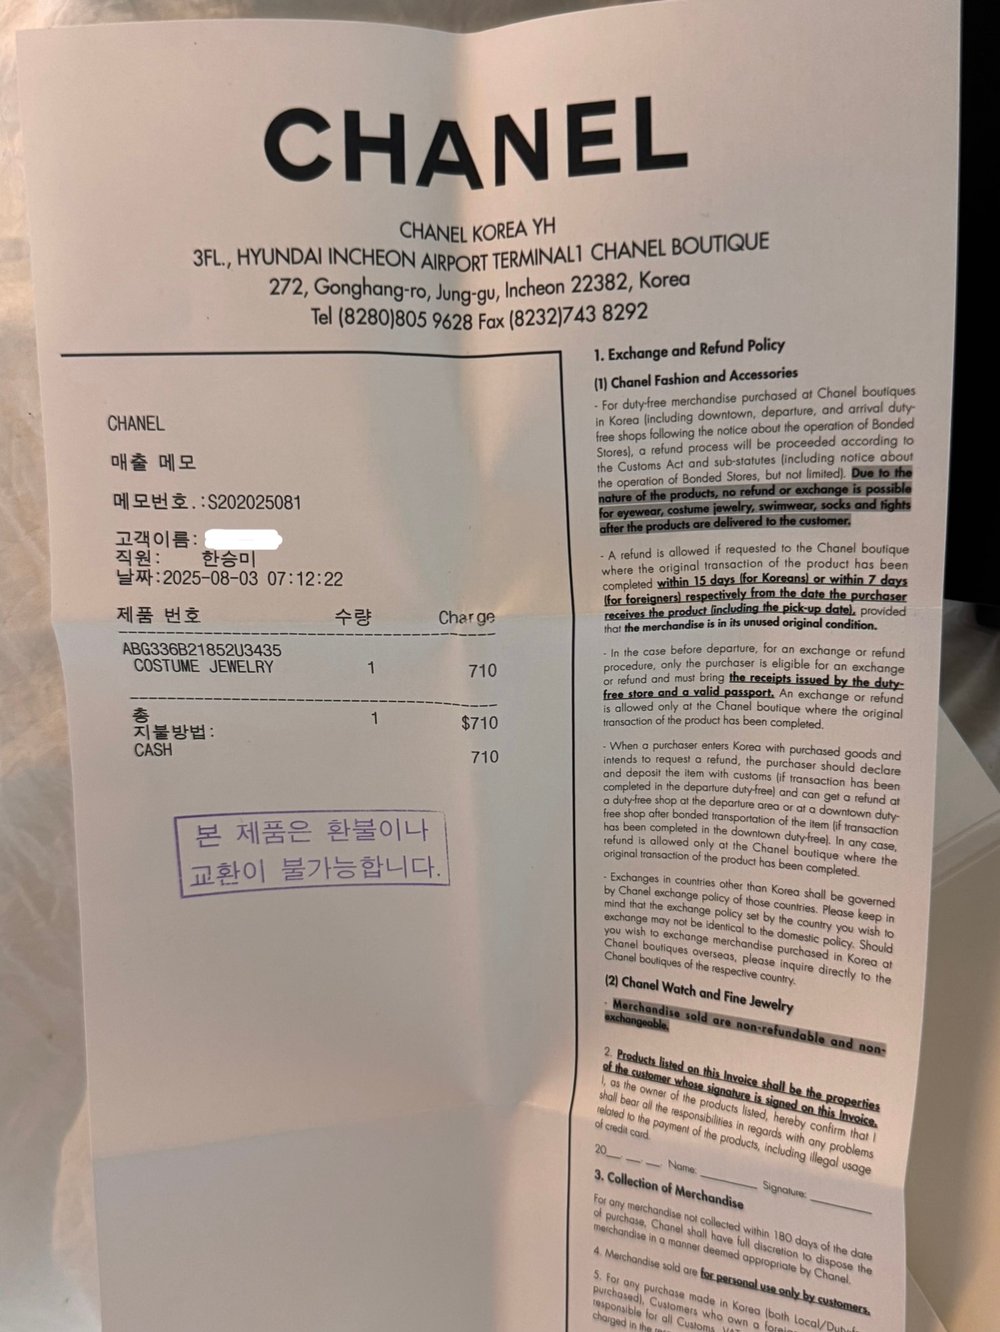 CHANEL
CHANEL KOREA YH
3FL., HYUNDAI INCHEON AIRPORT TERMINAL1 CHANEL BOUTIQUE
272, Gonghang-ro, Jung-gu, Incheon 22382, Korea
Tel (8280)805 9628 Fax (8232)743 8292
CHANEL
매출 메모
메모번호.:S202025081
고객이름:
직원: 한승미
날짜:2025-08-03 07:12:22
제품 번호 수량 Charge
ABG336B21852U3435
COSTUME JEWELRY 1 710
총 1 $710
지불방법:
CASH 710
본 제품은 환불이나
교환이 불가능합니다.
1. Exchange and Refund Policy
(1) Chanel Fashion and Accessories
- For duty-free merchandise purchased at Chanel boutiques
in Korea (including downtown, departure, and arrival duty-
free shops following the notice about the operation of Bonded
Stores), a refund process will be proceeded according to
the Customs Act and sub-statutes (including notice about
the operation of Bonded Stores, but not limited). Due to the
nature of the products, no refund or exchange is possible
for eyewear, costume jewelry, swimwear, socks and tights
after the products are delivered to the customer.
- A refund is allowed if requested to the Chanel boutique
where the original transaction of the product has been
completed within 15 days (for Koreans) or within 7 days
(for foreigners) respectively from the date the purchaser
receives the product (including the pick-up date), provided
that the merchandise is in its unused original condition.
- In the case before departure, for an exchange or refund
procedure, only the purchaser is eligible for an exchange
or refund and must bring the receipts issued by the duty-
free store and a valid passport. An exchange or refund
is allowed only at the Chanel boutique where the original
transaction of the product has been completed.
- When a purchaser enters Korea with purchased goods and
intends to request a refund, the purchaser should declare
and deposit the item with customs (if transaction has been
completed in the departure duty-free) and can get a refund at
a duty-free shop at the departure area or at a downtown duty-
free shop after bonded transportation of the item (if transaction
has been completed in the downtown duty-free). In any case,
refund is allowed only at the Chanel boutique where the
original transaction of the product has been completed.
- Exchanges in countries other than Korea shall be governed
by Chanel exchange policy of those countries. Please keep in
mind that the exchange policy set by the country you wish to
exchange may not be identical to the domestic policy. Should
you wish to exchange merchandise purchased in Korea at
Chanel boutiques overseas, please inquire directly to the
Chanel boutiques of the respective country.
(2) Chanel Watch and Fine Jewelry
- Merchandise sold are non-refundable and non-
exchangeable.
2. Products listed on this Invoice shall be the properties
of the customer whose signature is signed on this Invoice.
I, as the owner of the products listed, hereby confirm that I
shall bear all the responsibilities in regards with any problems
related to the payment of the products, including illegal usage
of credit card.
20__. __. __. Name: ________ Signature: ________
3. Collection of Merchandise
For any merchandise not collected within 180 days of the date
of purchase, Chanel shall have full discretion to dispose the
merchandise in a manner deemed appropriate by Chanel.
4. Merchandise sold are for personal use only by customers.
5. For any purchase made in Korea (both Local/Duty-f
purchased), Customers who own a foreig
responsible for all Customs, VAT
charged in the